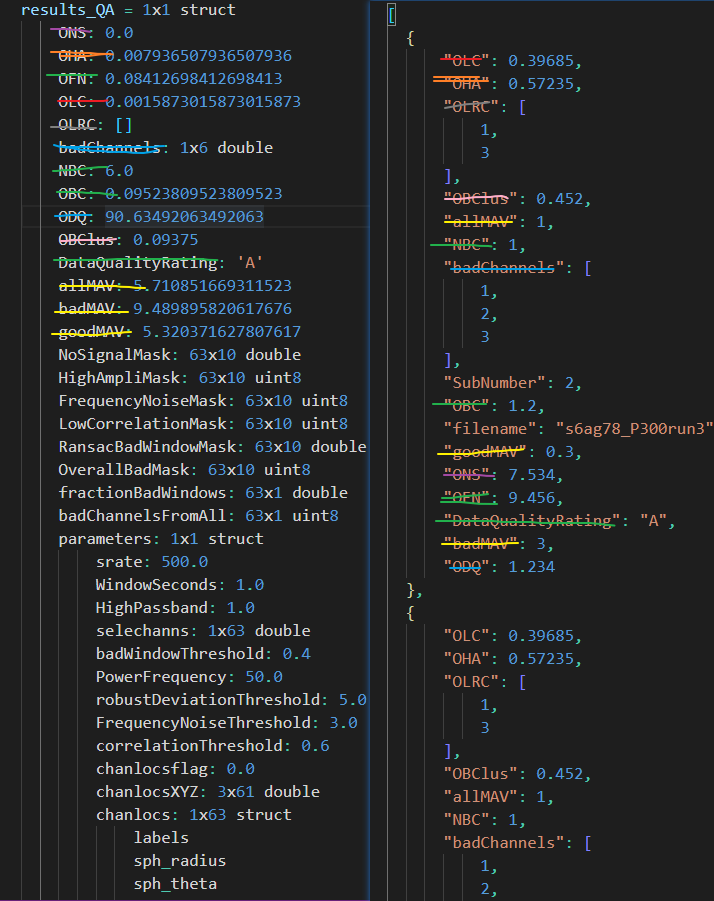 results_QA = 1x1 struct
ONS: 0.0
OHA: 0.007936507936507936
OFN: 0.08412698412698413
OLC: 0.0015873015873015873
OLRC: []
badChannels: 1x6 double
NBC: 6.0
OBC: 0.09523809523809523
ODQ: 90.63492063492063
OBClus: 0.09375
DataQualityRating: 'A'
allMAV: 5.710851669311523
badMAV: 9.489895820617676
goodMAV: 5.320371627807617
NoSignalMask: 63x10 double
HighAmpliMask: 63x10 uint8
FrequencyNoiseMask: 63x10 uint8
LowCorrelationMask: 63x10 uint8
RansacBadWindowMask: 63x10 double
OverallBadMask: 63x10 uint8
fractionBadWindows: 63x1 double
badChannelsFromAll: 63x1 uint8
parameters: 1x1 struct
srate: 500.0
WindowSeconds: 1.0
HighPassband: 1.0
selechanns: 1x63 double
badWindowThreshold: 0.4
PowerFrequency: 50.0
robustDeviationThreshold: 5.0
FrequencyNoiseThreshold: 3.0
correlationThreshold: 0.6
chanlocsflag: 0.0
chanlocsXYZ: 3x61 double
chanlocs: 1x63 struct
labels
sph_radius
sph_theta
[
{
"OLC": 0.39685,
"OHA": 0.57235,
"OLRC": [
1,
3
],
"OBClus": 0.452,
"allMAV": 1,
"NBC": 1,
"badChannels": [
1,
2,
3
],
"SubNumber": 2,
"OBC": 1.2,
"filename": "s6ag78_P300run3"
"goodMAV": 0.3,
"ONS": 7.534,
"OFN": 9.456,
"DataQualityRating": "A",
"badMAV": 3,
"ODQ": 1.234
},
{
"OLC": 0.39685,
"OHA": 0.57235,
"OLRC": [
1,
3
],
"OBClus": 0.452,
"allMAV": 1,
"NBC": 1,
"badChannels": [
1,
2,